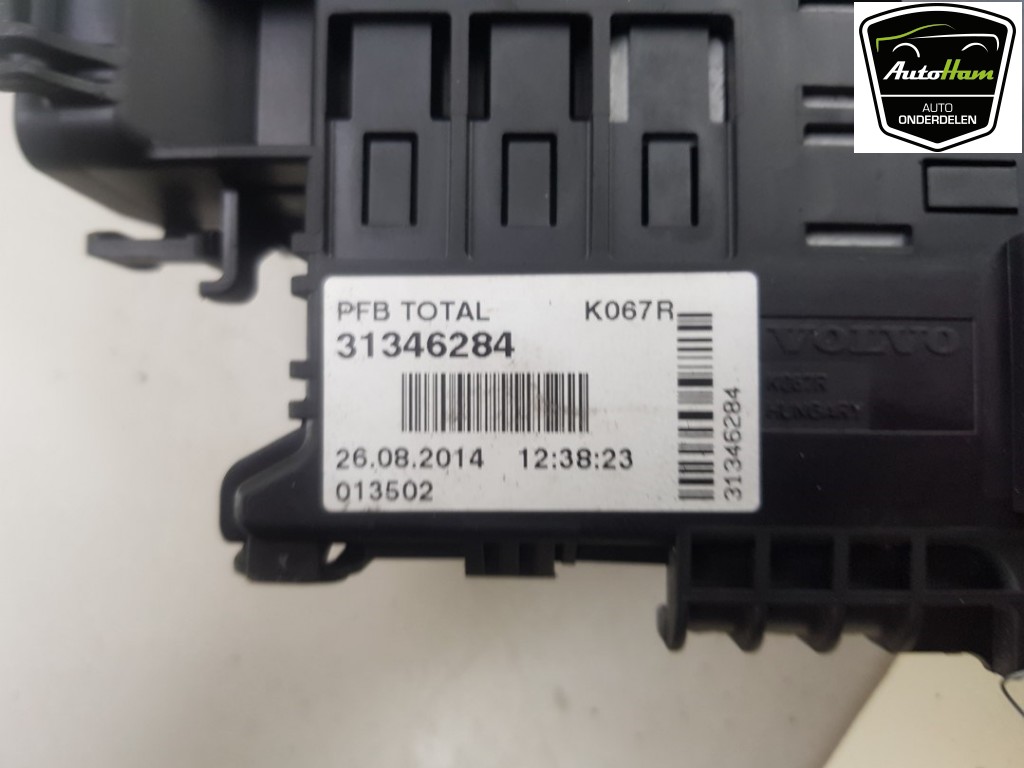 AutoHam
AUTO
ONDERDELEN
PFB TOTAL K067R
31346284
26.08.2014 12:38:23
013502
31346284
VOLVO
K067R
HUNGARY